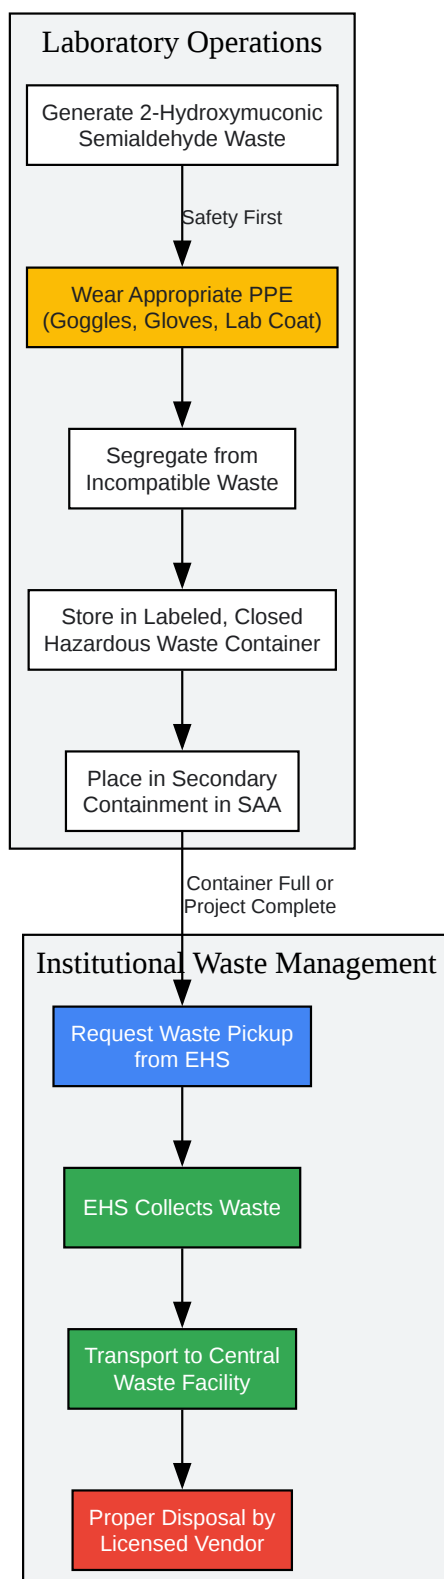 Laboratory Operations
Generate 2-Hydroxymuconic
Semialdehyde Waste
Safety First
Wear Appropriate PPE
(Goggles, Gloves, Lab Coat)
Segregate from
Incompatible Waste
Store in Labeled, Closed
Hazardous Waste Container
Place in Secondary
Containment in SAA
Container Full or
Project Complete
Institutional Waste Management
Request Waste Pickup
from EHS
EHS Collects Waste
Transport to Central
Waste Facility
Proper Disposal by
Licensed Vendor